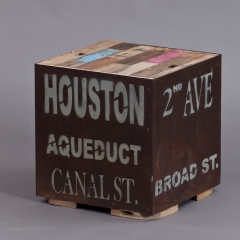 HOUSTON
AQUEDUCT
CANAL ST.
2ND AVE
BROAD ST.